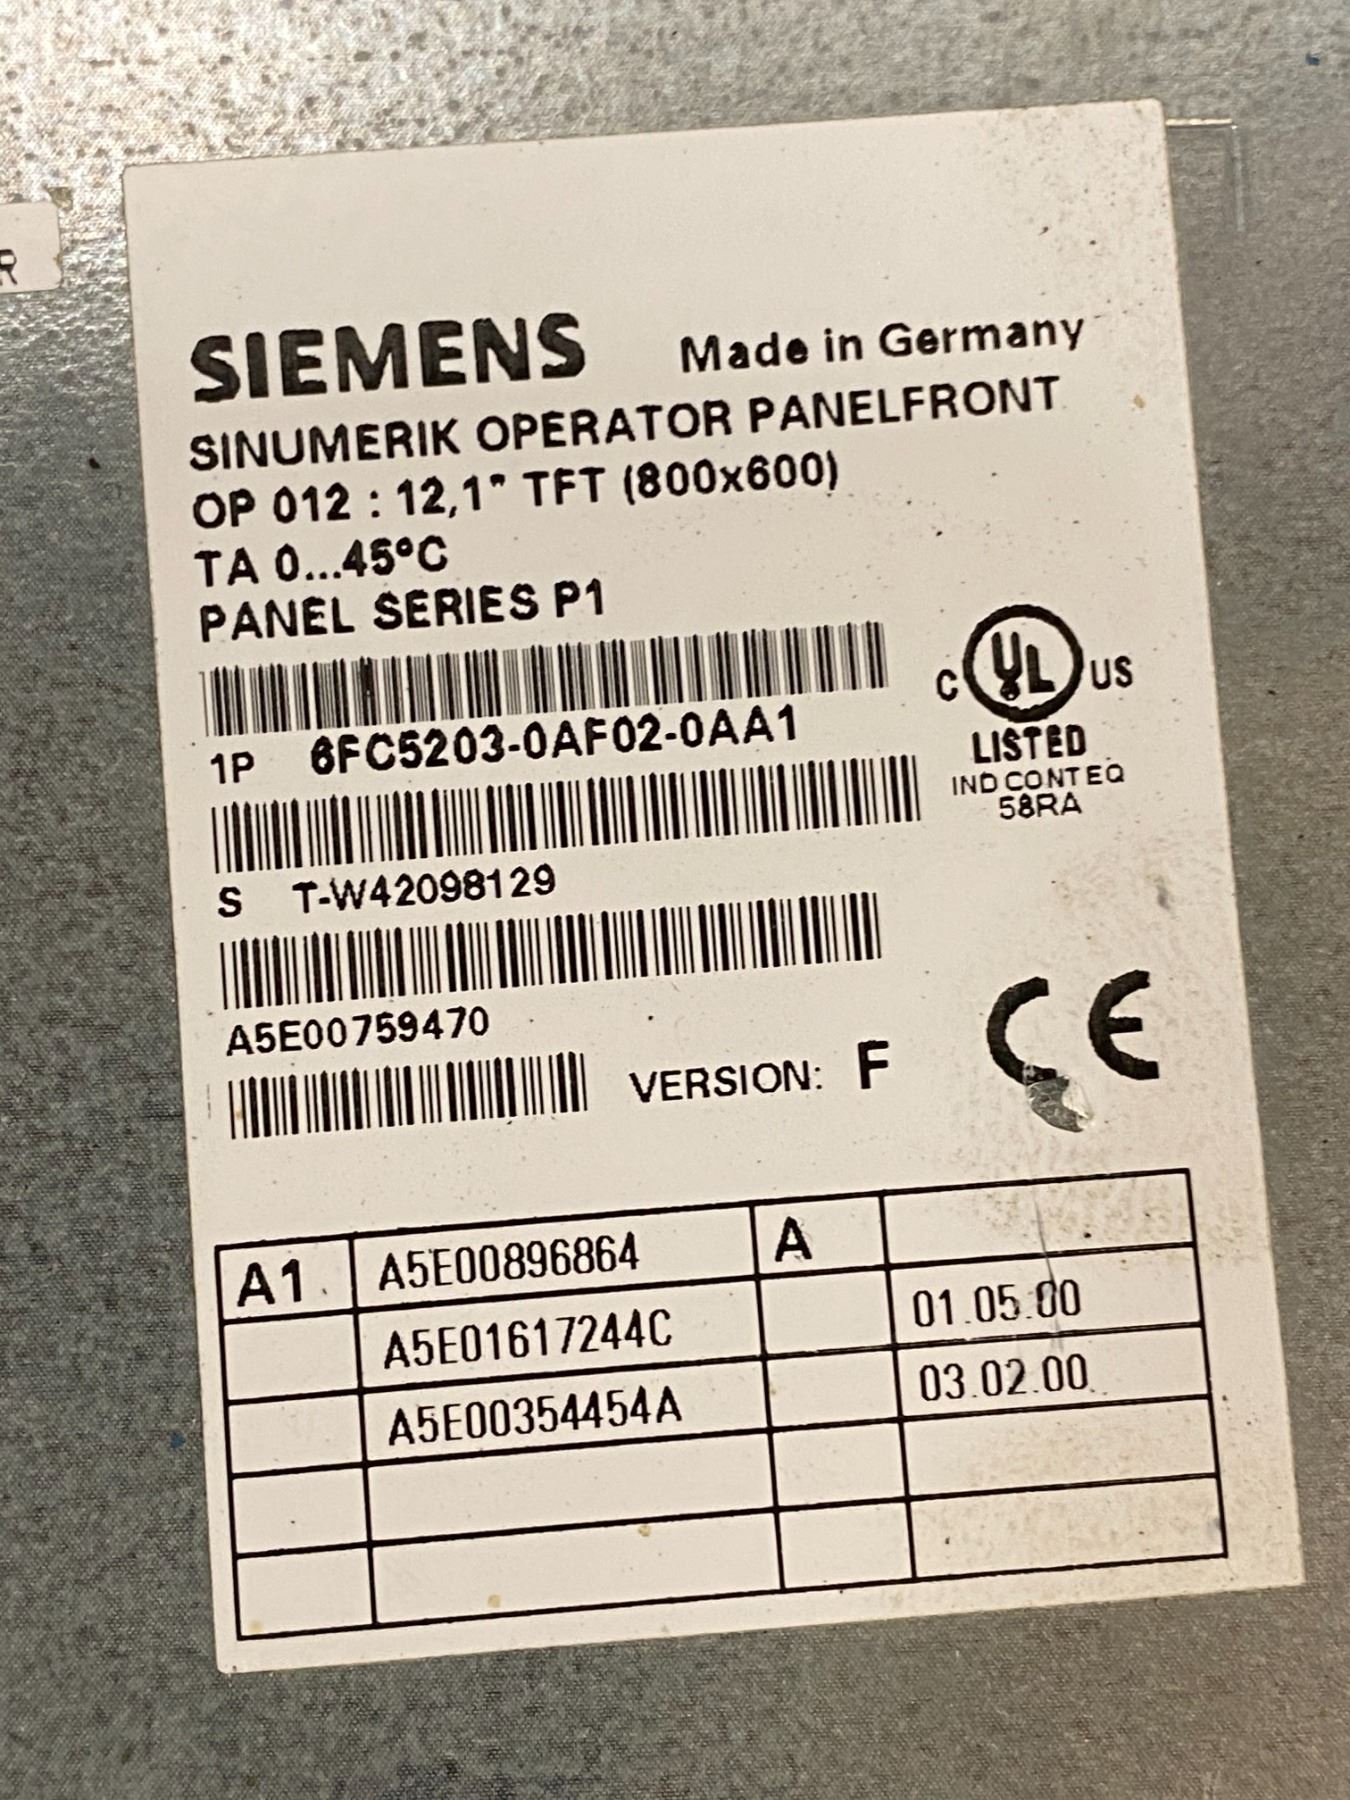 R
SIEMENS Made in Germany
SINUMERIK OPERATOR PANELFRONT
OP 012 : 12,1" TFT (800x600)
TA 0...45°C
PANEL SERIES P1
1P 6FC5203-0AF02-0AA1
C UL US
LISTED
IND CONT EQ
58RA
S T-W42098129
A5E00759470
VERSION: F
CE
A1 A5E00896864 A
A5E01617244C 01.05.00
A5E00354454A 03.02.00